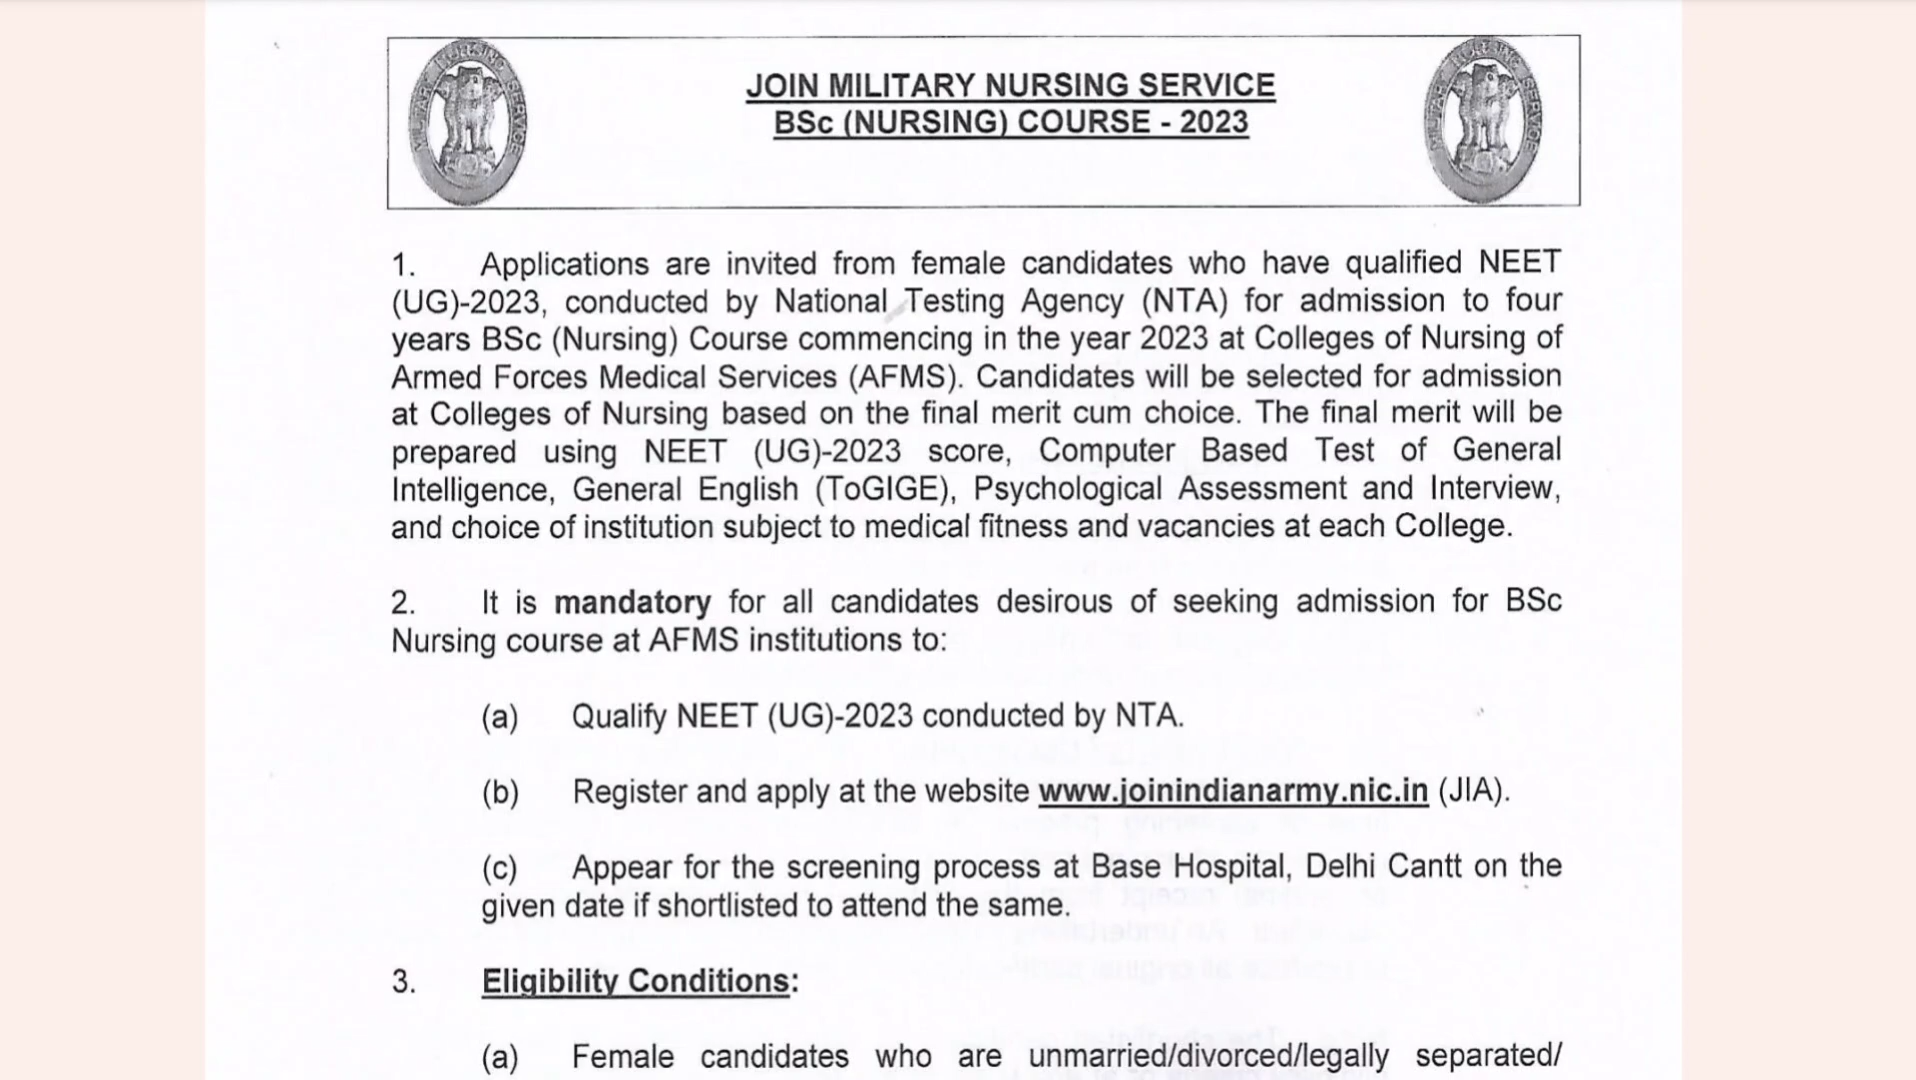 MILITARY NURSING SERVICE
JOIN MILITARY NURSING SERVICE
BSc (NURSING) COURSE - 2023
MILITARY NURSING SERVICE
1. Applications are invited from female candidates who have qualified NEET
(UG)-2023, conducted by National Testing Agency (NTA) for admission to four
years BSc (Nursing) Course commencing in the year 2023 at Colleges of Nursing of
Armed Forces Medical Services (AFMS). Candidates will be selected for admission
at Colleges of Nursing based on the final merit cum choice. The final merit will be
prepared using NEET (UG)-2023 score, Computer Based Test of General
Intelligence, General English (ToGIGE), Psychological Assessment and Interview,
and choice of institution subject to medical fitness and vacancies at each College.
2. It is mandatory for all candidates desirous of seeking admission for BSc
Nursing course at AFMS institutions to:
(a) Qualify NEET (UG)-2023 conducted by NTA.
(b) Register and apply at the website www.joinindianarmy.nic.in (JIA).
(c) Appear for the screening process at Base Hospital, Delhi Cantt on the
given date if shortlisted to attend the same.
3. Eligibility Conditions:
(a) Female candidates who are unmarried/divorced/legally separated/